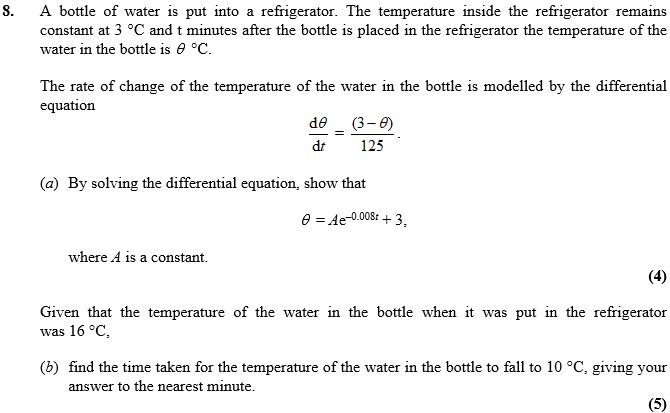 8. A bottle of water is put into a refrigerator. The temperature inside the refrigerator remains
constant at 3 °C and t minutes after the bottle is placed in the refrigerator the temperature of the
water in the bottle is θ °C.
The rate of change of the temperature of the water in the bottle is modelled by the differential
equation
dθ/dt = (3 – θ)/125.
(a) By solving the differential equation, show that
θ = Ae^–0.008t + 3,
where A is a constant.
(4)
Given that the temperature of the water in the bottle when it was put in the refrigerator
was 16 °C,
(b) find the time taken for the temperature of the water in the bottle to fall to 10 °C, giving your
answer to the nearest minute.
(5)